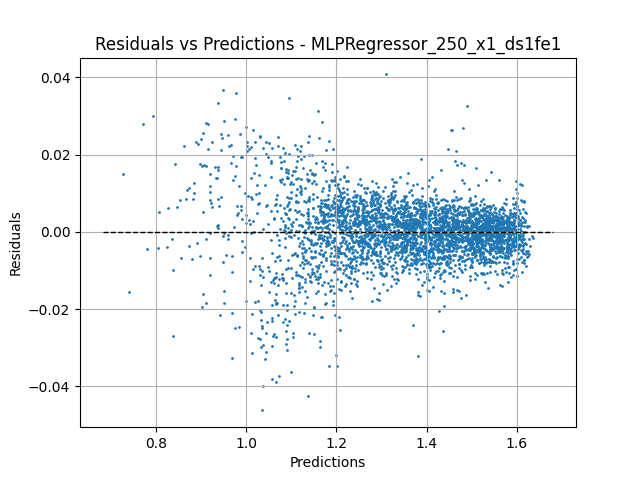 Residuals vs Predictions - MLPRegressor_250_x1_ds1fe1
0.04
0.02
0.00
−0.02
−0.04
Residuals
0.8 1.0 1.2 1.4 1.6
Predictions